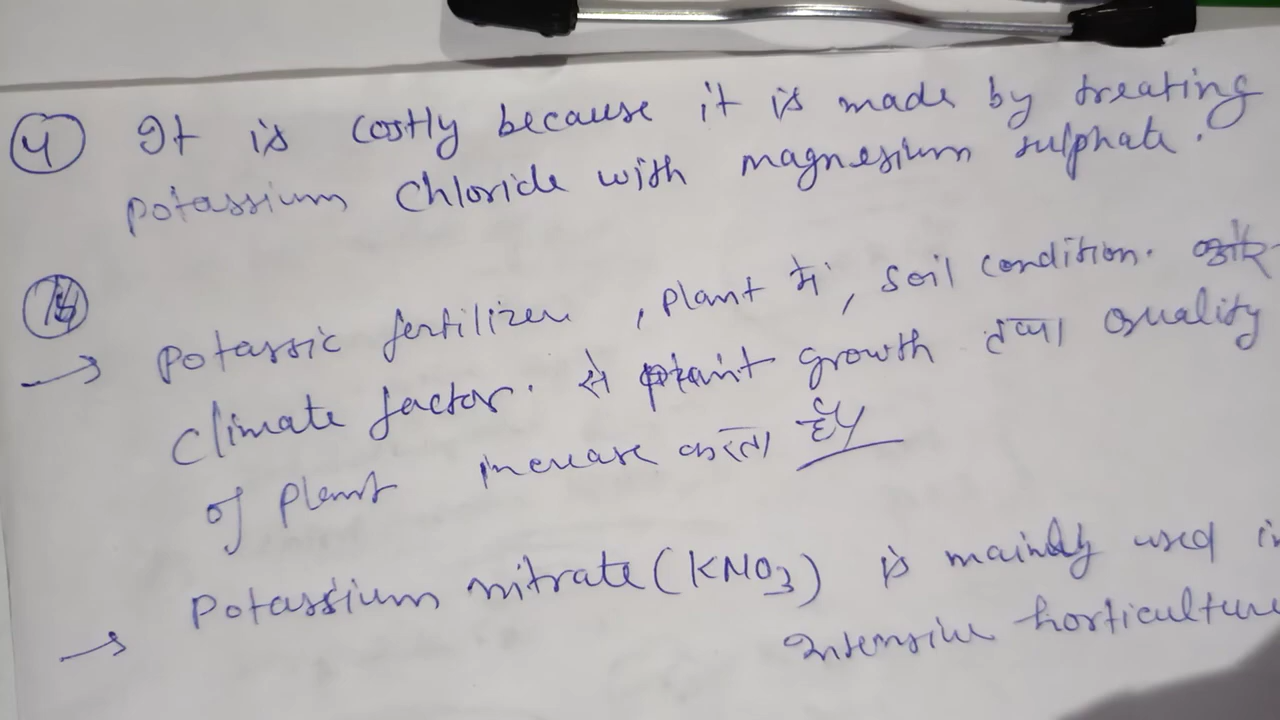 4 It is costly because it is made by treating
potassium chloride with magnesium sulphate.
→ potassic fertilizer, plant में, soil condition. और
climate factor. से plant growth तथा quality
of plant increase करता है
→ Potassium nitrate (KNO3) is mainly used in
Intensive horticulture